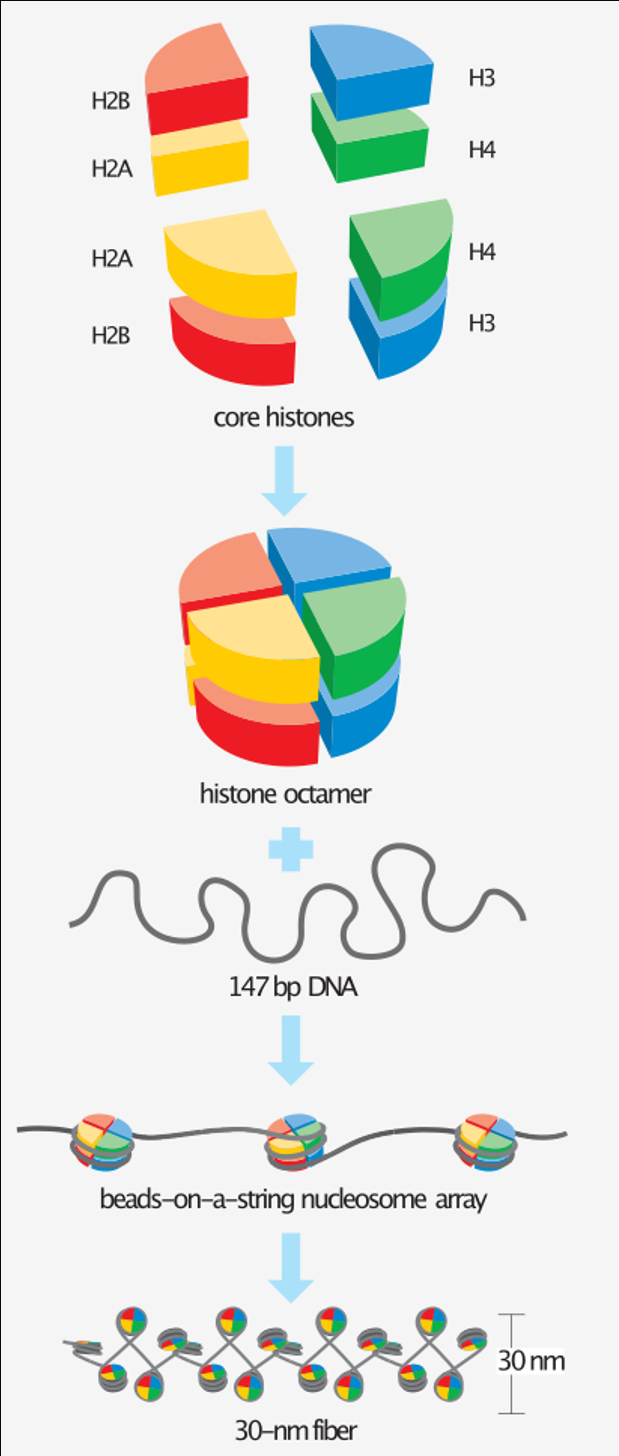 H2B
H3
H2A
H4
H2A
H4
H2B
H3
core histones
histone octamer
147 bp DNA
beads–on–a–string nucleosome array
30 nm
30–nm fiber